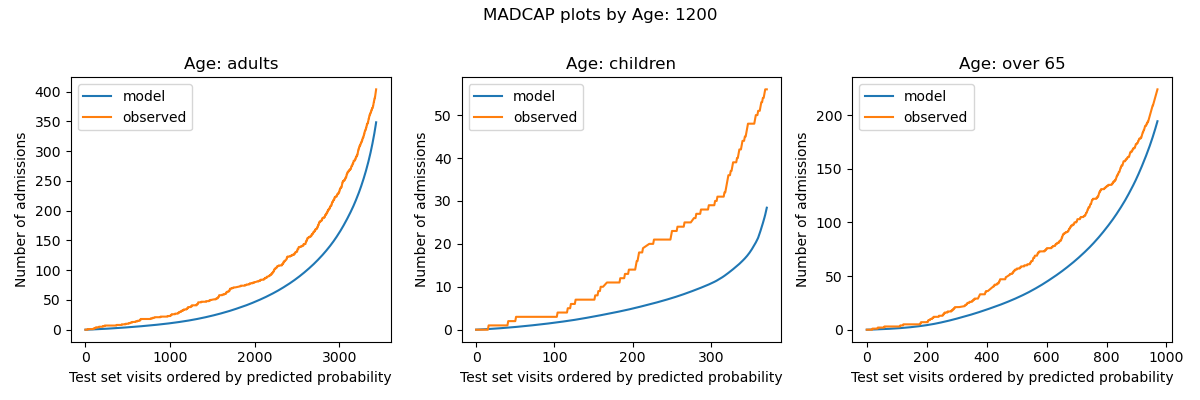 MADCAP plots by Age: 1200
Age: adults
model
observed
Number of admissions
400
350
300
250
200
150
100
50
0
0 1000 2000 3000
Test set visits ordered by predicted probability
Age: children
model
observed
Number of admissions
50
40
30
20
10
0
0 100 200 300
Test set visits ordered by predicted probability
Age: over 65
model
observed
Number of admissions
200
150
100
50
0
0 200 400 600 800 1000
Test set visits ordered by predicted probability